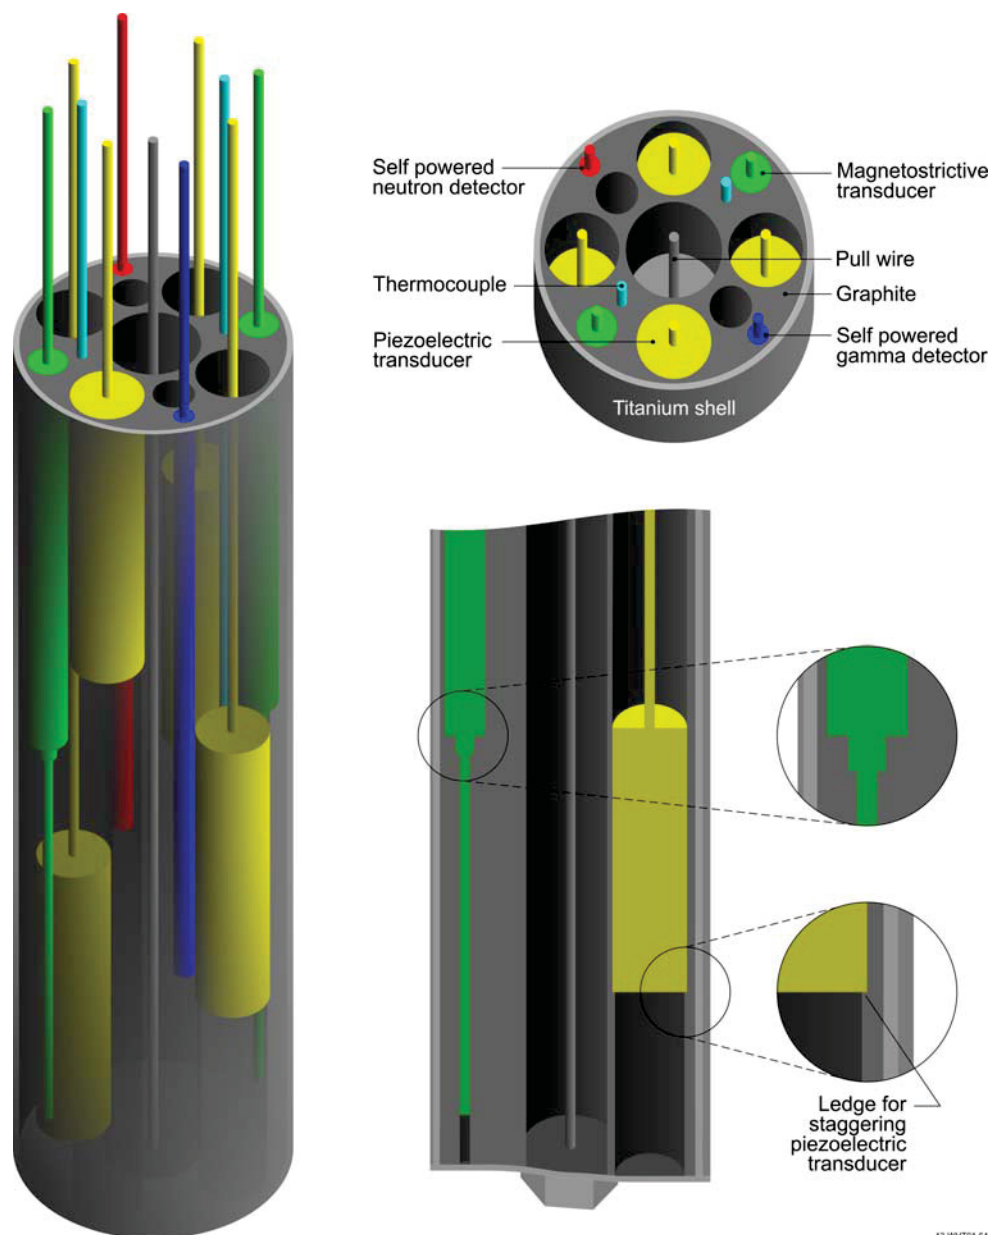 Self powered
neutron detector
Magnetostrictive
transducer
Pull wire
Thermocouple
Graphite
Piezoelectric
transducer
Self powered
gamma detector
Titanium shell
Ledge for
staggering
piezoelectric
transducer